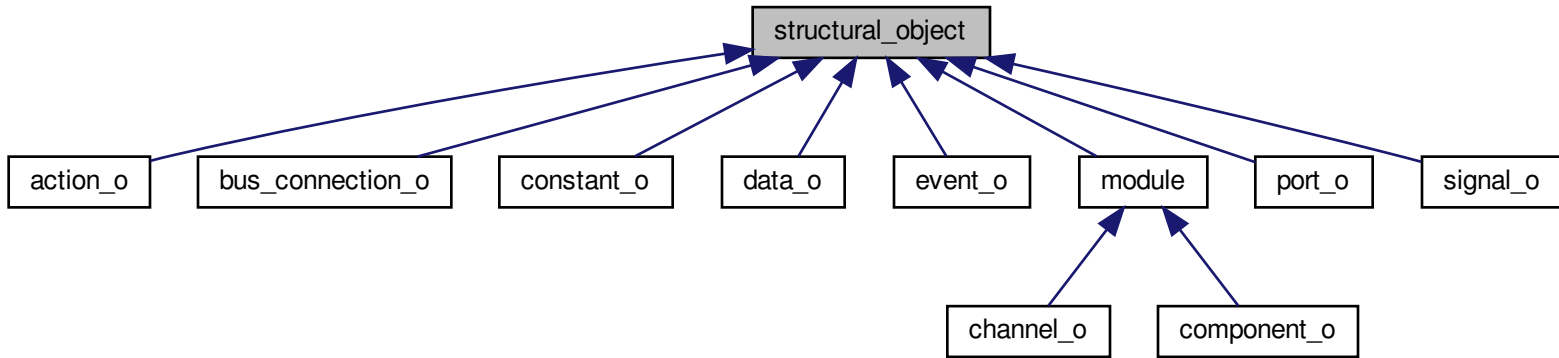 structural_object
action_o
bus_connection_o
constant_o
data_o
event_o
module
port_o
signal_o
channel_o
component_o